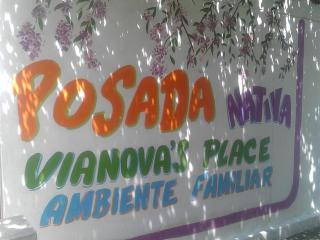 POSADA NATIVA
VIANOVA'S PLACE
AMBIENTE FAMILIAR